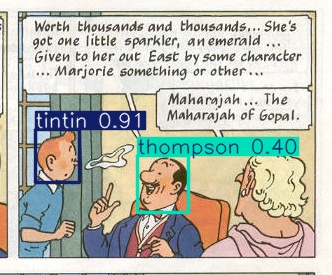 Worth thousands and thousands... She's
got one little sparkler, an emerald ...
Given to her out East by some character
... Marjorie something or other ...
Maharajah ... The
Maharajah of Gopal.
tintin 0.91
thompson 0.40